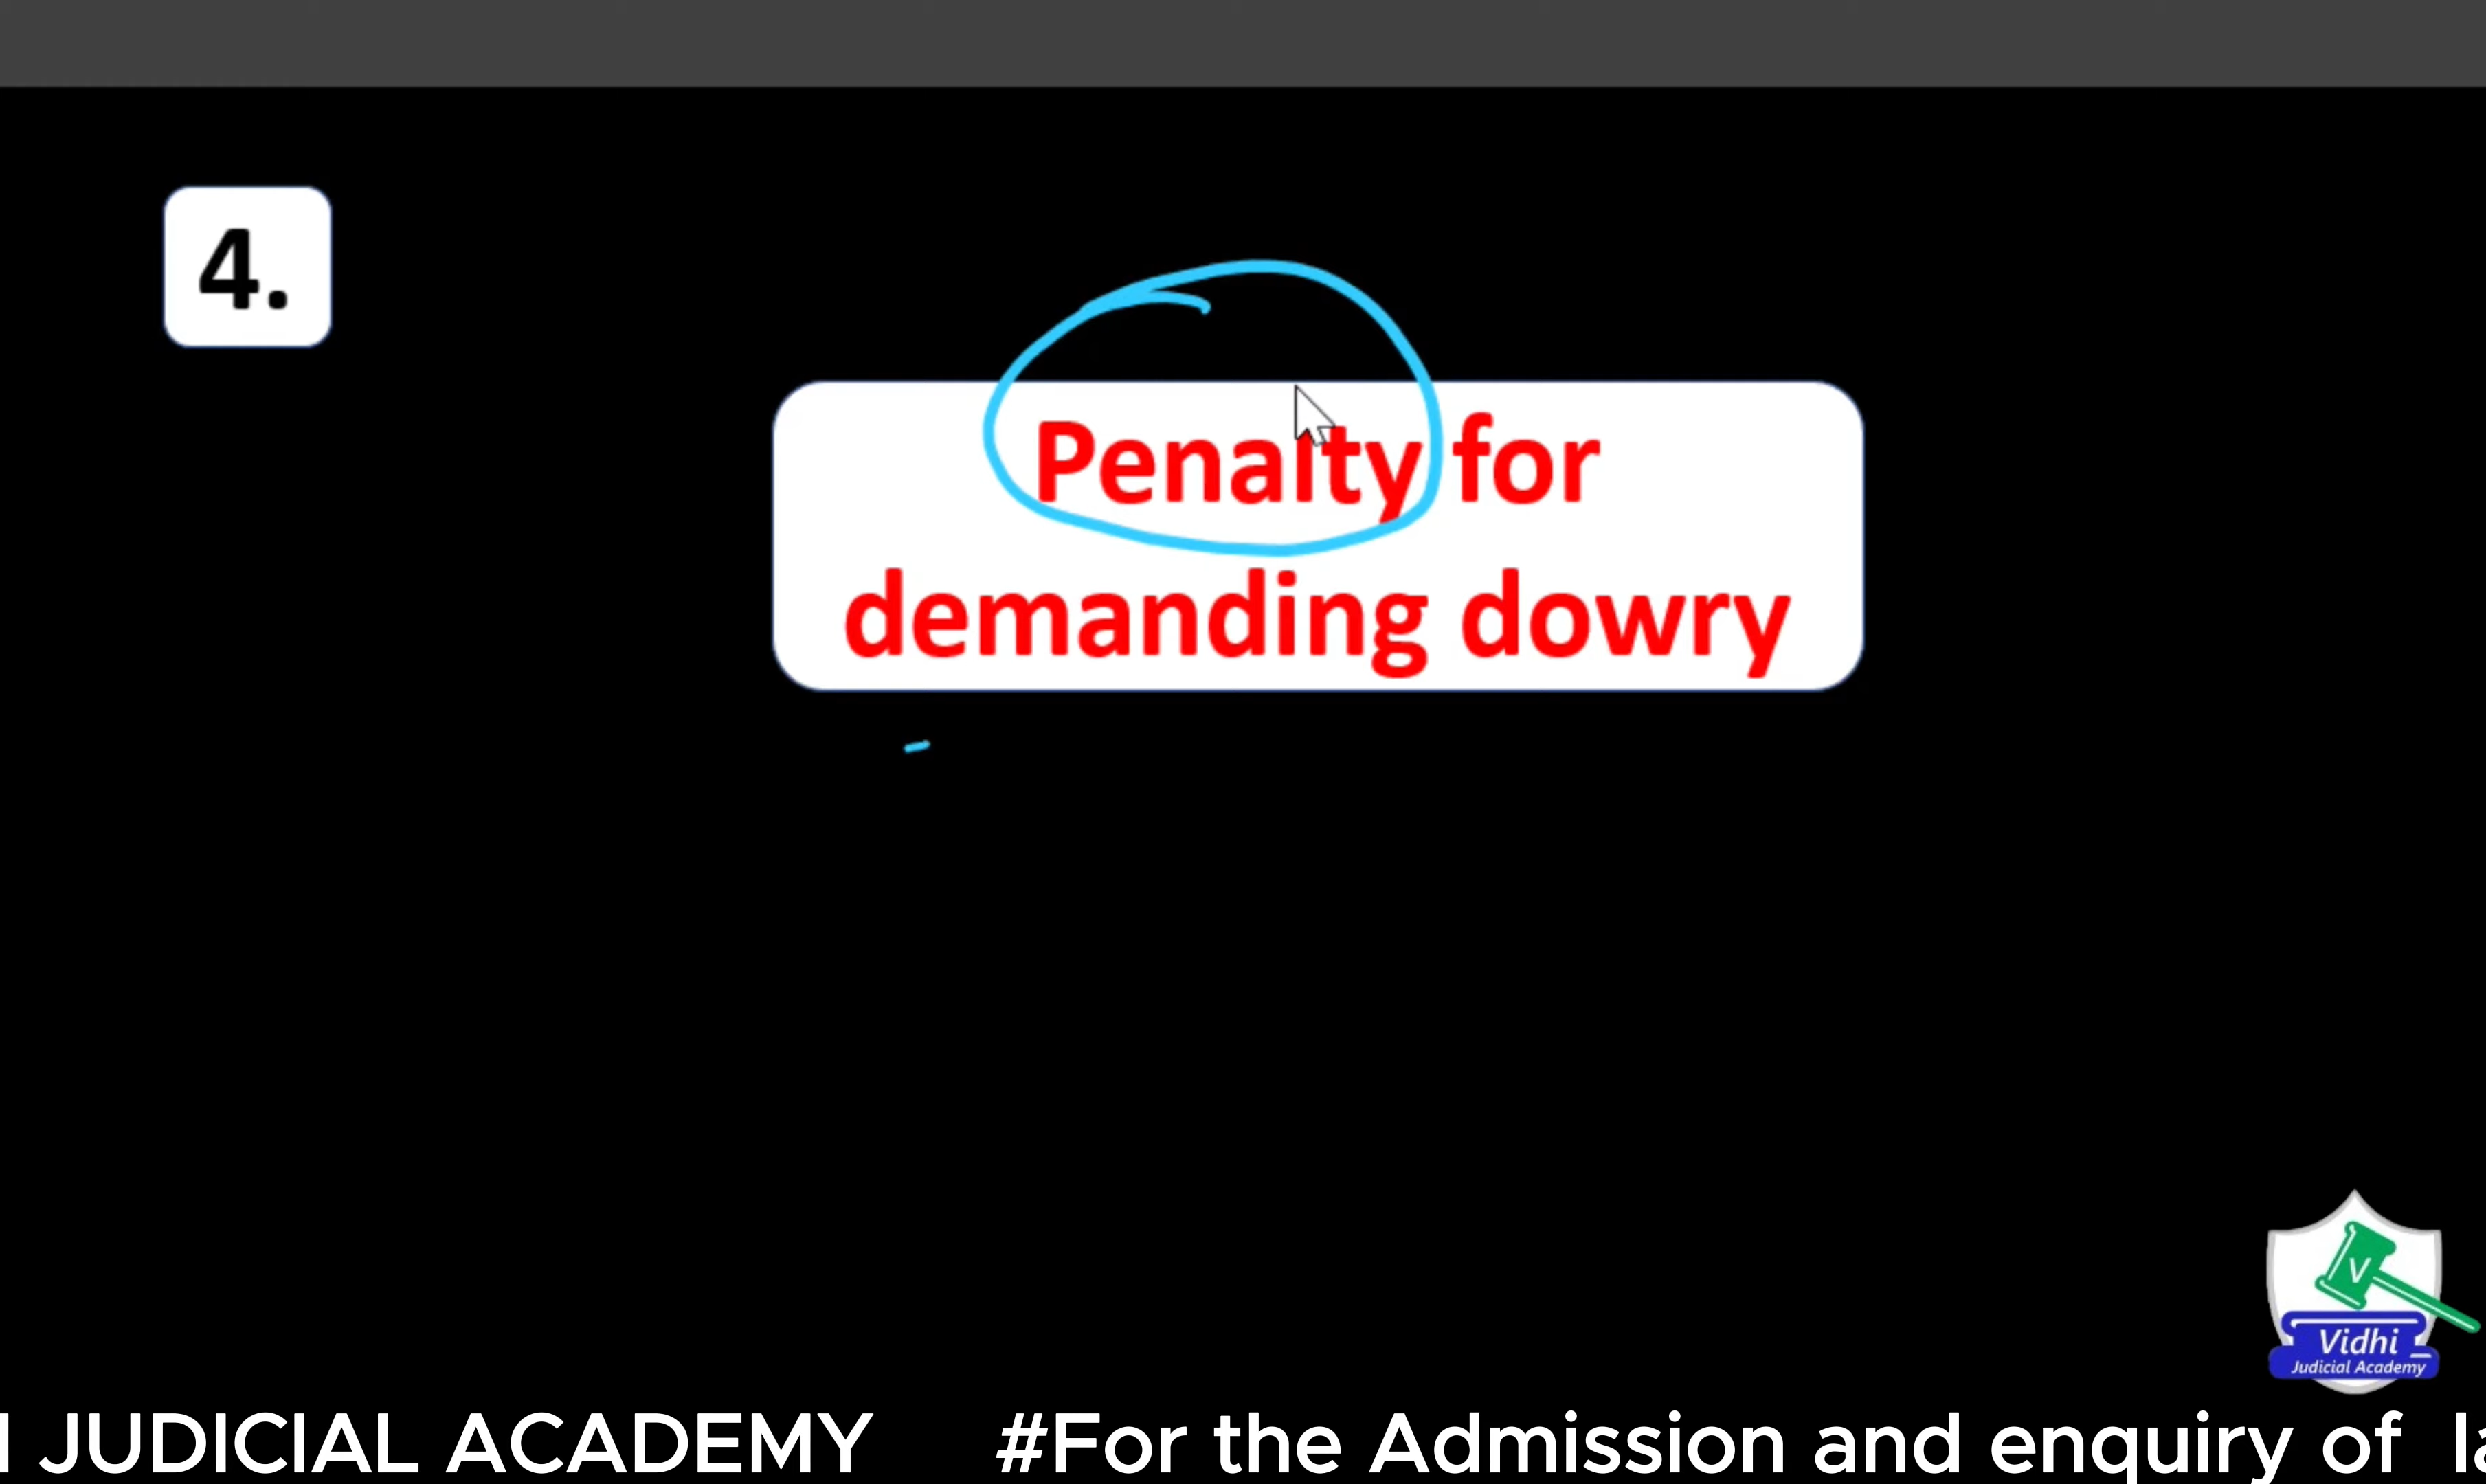 4.
Penalty for
demanding dowry
V
Vidhi
Judicial Academy
JUDICIAL ACADEMY #For the Admission and enquiry of